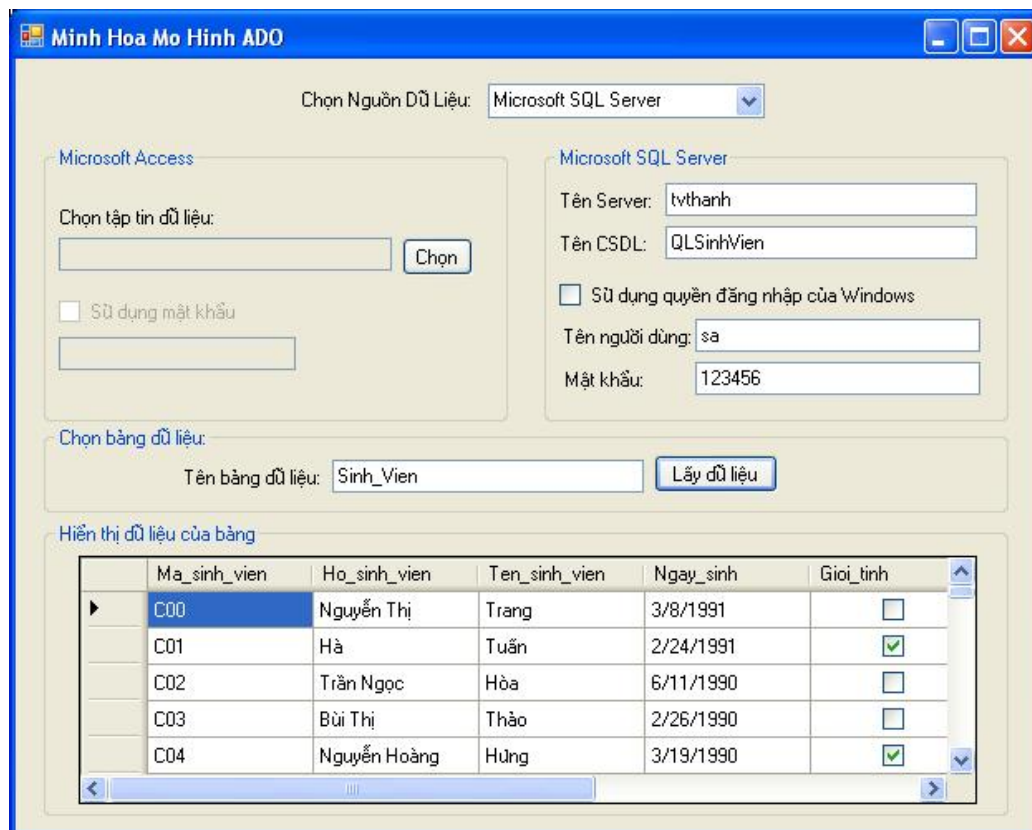 Minh Hoa Mo Hinh ADO
Chọn Nguồn Dữ Liệu: Microsoft SQL Server
Microsoft Access
Chọn tập tin dữ liệu:
Chọn
Sử dụng mật khẩu
Microsoft SQL Server
Tên Server: tvthanh
Tên CSDL: QLSinhVien
Sử dụng quyền đăng nhập của Windows
Tên người dùng: sa
Mật khẩu: 123456
Chọn bảng dữ liệu:
Tên bảng dữ liệu: Sinh_Vien Lấy dữ liệu
Hiển thị dữ liệu của bảng
Ma_sinh_vien Ho_sinh_vien Ten_sinh_vien Ngay_sinh Gioi_tinh
C00 Nguyễn Thị Trang 3/8/1991
C01 Hà Tuấn 2/24/1991
C02 Trần Ngọc Hòa 6/11/1990
C03 Bùi Thị Thảo 2/26/1990
C04 Nguyễn Hoàng Hưng 3/19/1990